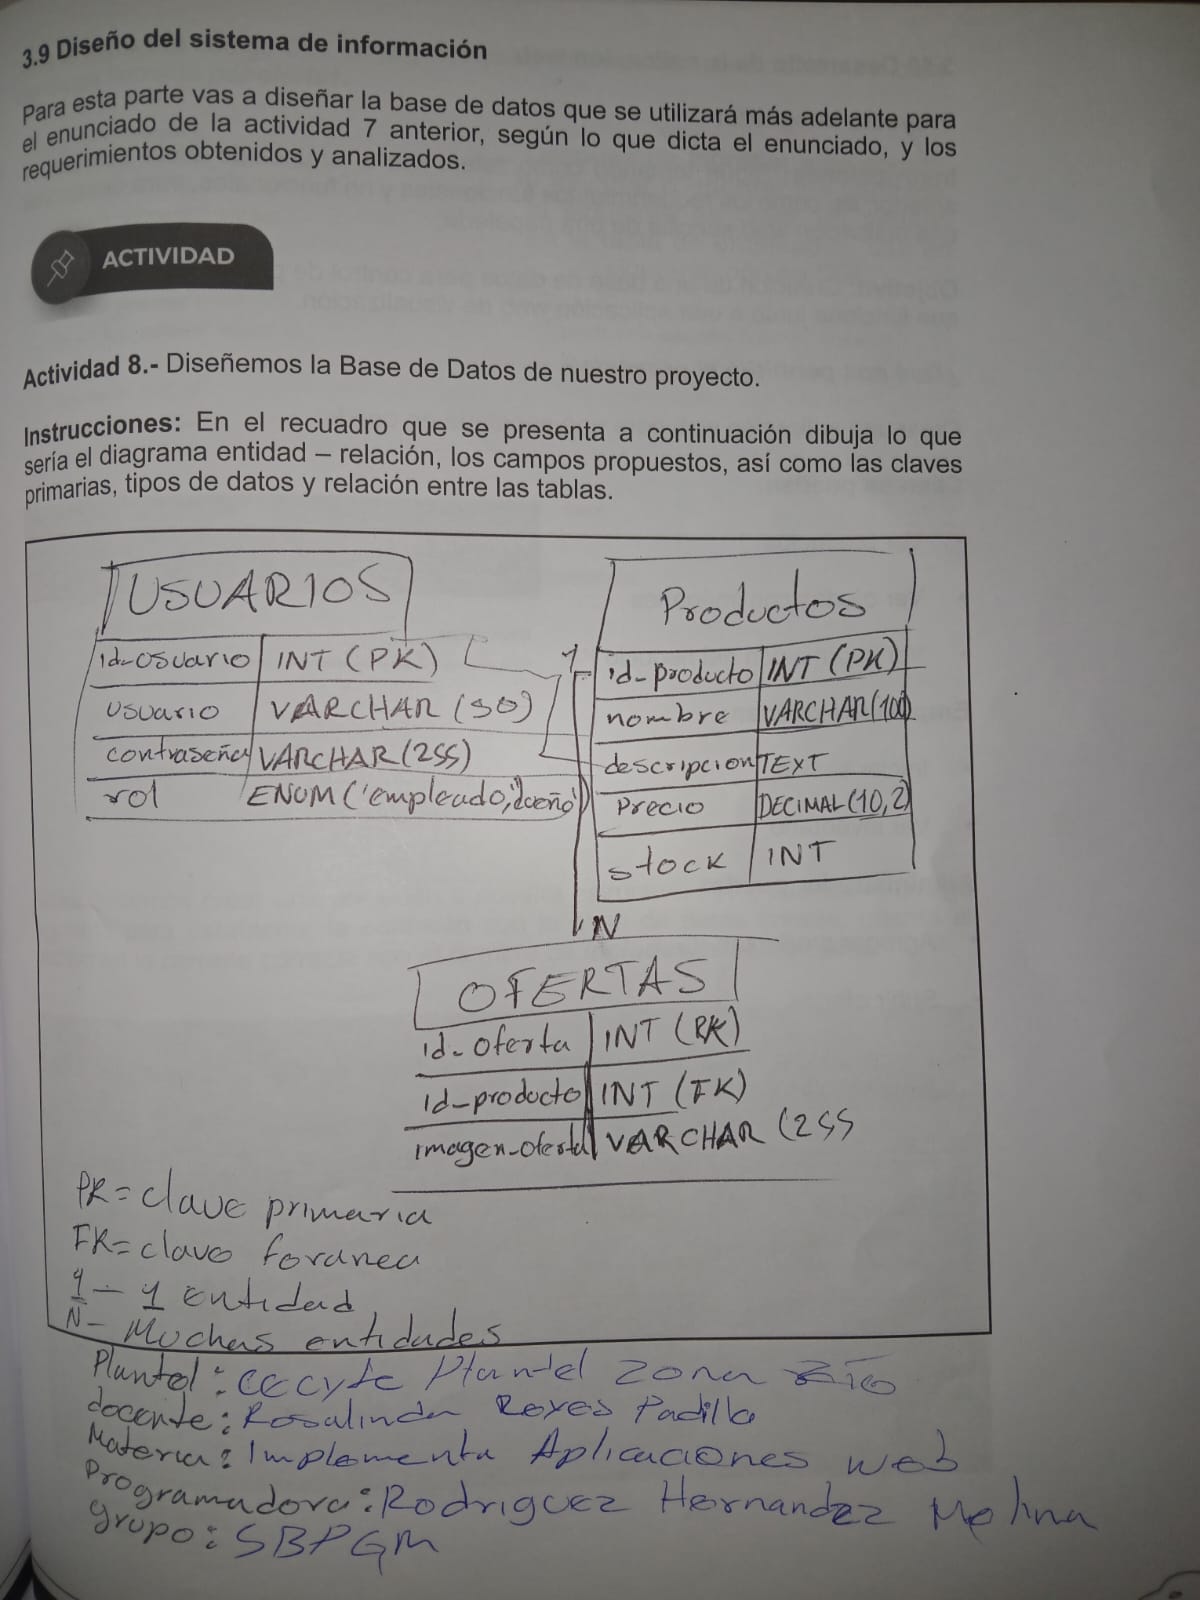 3.9 Diseño del sistema de información
Para esta parte vas a diseñar la base de datos que se utilizará más adelante para
el enunciado de la actividad 7 anterior, según lo que dicta el enunciado, y los
requerimientos obtenidos y analizados.
ACTIVIDAD
Actividad 8.- Diseñemos la Base de Datos de nuestro proyecto.
Instrucciones: En el recuadro que se presenta a continuación dibuja lo que
sería el diagrama entidad – relación, los campos propuestos, así como las claves
primarias, tipos de datos y relación entre las tablas.
USUARIOS
id-usuario INT (PK)
usuario VARCHAR (50)
contraseña VARCHAR (255)
rol ENUM ('empleado','dueño')
Productos
1
id_producto INT (PK)
nombre VARCHAR (100)
descripcion TEXT
Precio DECIMAL (10,2)
stock INT
N
OFERTAS
id-oferta INT (PK)
id_producto INT (FK)
imagen-oferta VARCHAR (255
PK = clave primaria
FK = clave foranea
1 – 1 entidad
N – Muchas entidades
Plantel: CECyTe Plantel Zona Río
docente: Rosalinda Reyes Padilla
Materia: Implementa Aplicaciones web
Programadora: Rodriguez Hernandez Melina
grupo: 5BPGM